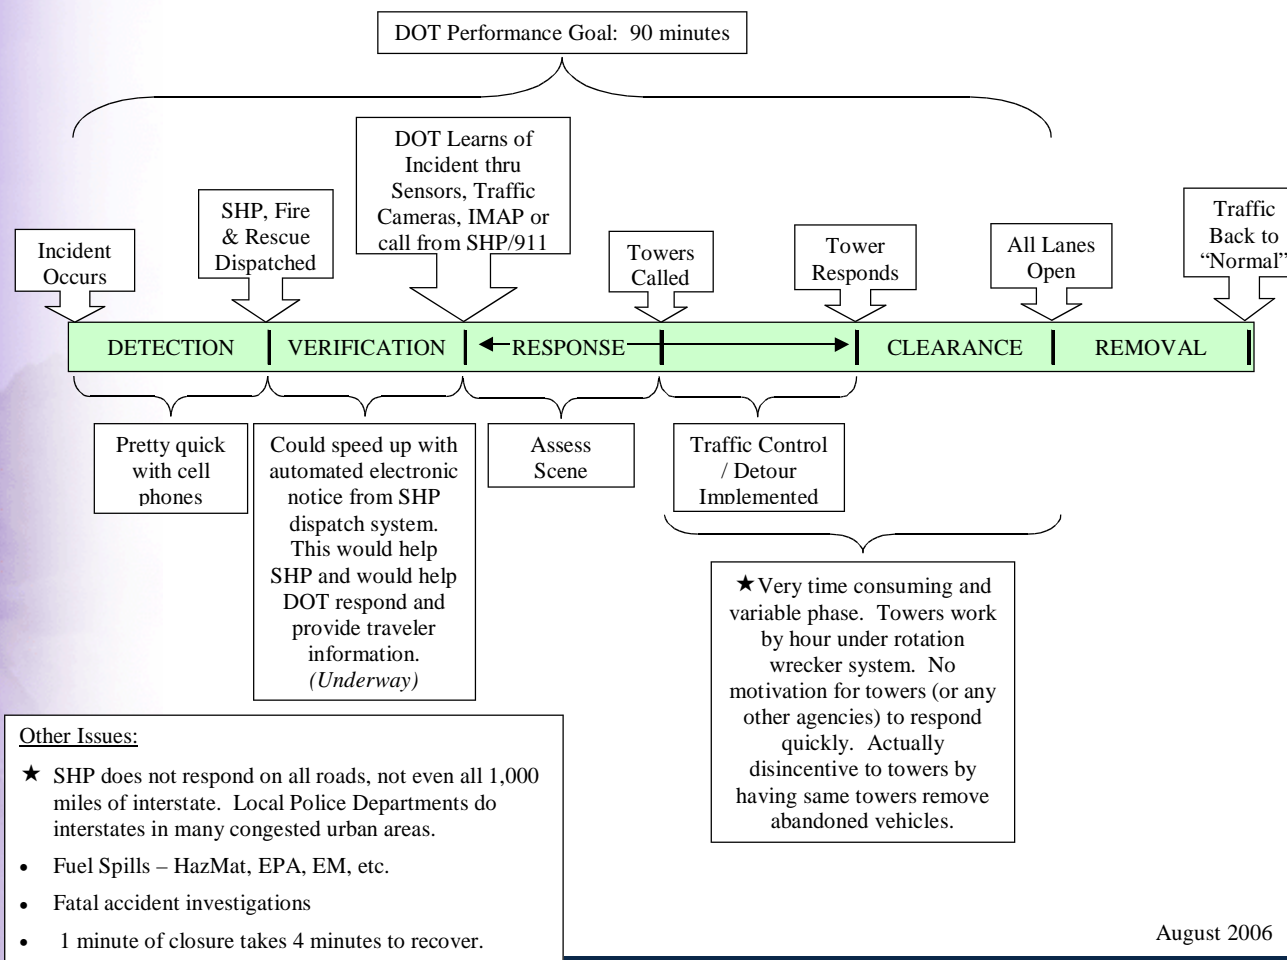 DOT Performance Goal: 90 minutes
Incident
Occurs
SHP, Fire
& Rescue
Dispatched
DOT Learns of
Incident thru
Sensors, Traffic
Cameras, IMAP or
call from SHP/911
Towers
Called
Tower
Responds
All Lanes
Open
Traffic
Back to
“Normal”
DETECTION
VERIFICATION
RESPONSE
CLEARANCE
REMOVAL
Pretty quick
with cell
phones
Could speed up with
automated electronic
notice from SHP
dispatch system.
This would help
SHP and would help
DOT respond and
provide traveler
information.
(Underway)
Assess
Scene
Traffic Control
/ Detour
Implemented
★Very time consuming and
variable phase. Towers work
by hour under rotation
wrecker system. No
motivation for towers (or any
other agencies) to respond
quickly. Actually
disincentive to towers by
having same towers remove
abandoned vehicles.
Other Issues:
★ SHP does not respond on all roads, not even all 1,000
miles of interstate. Local Police Departments do
interstates in many congested urban areas.
• Fuel Spills – HazMat, EPA, EM, etc.
• Fatal accident investigations
• 1 minute of closure takes 4 minutes to recover.
August 2006